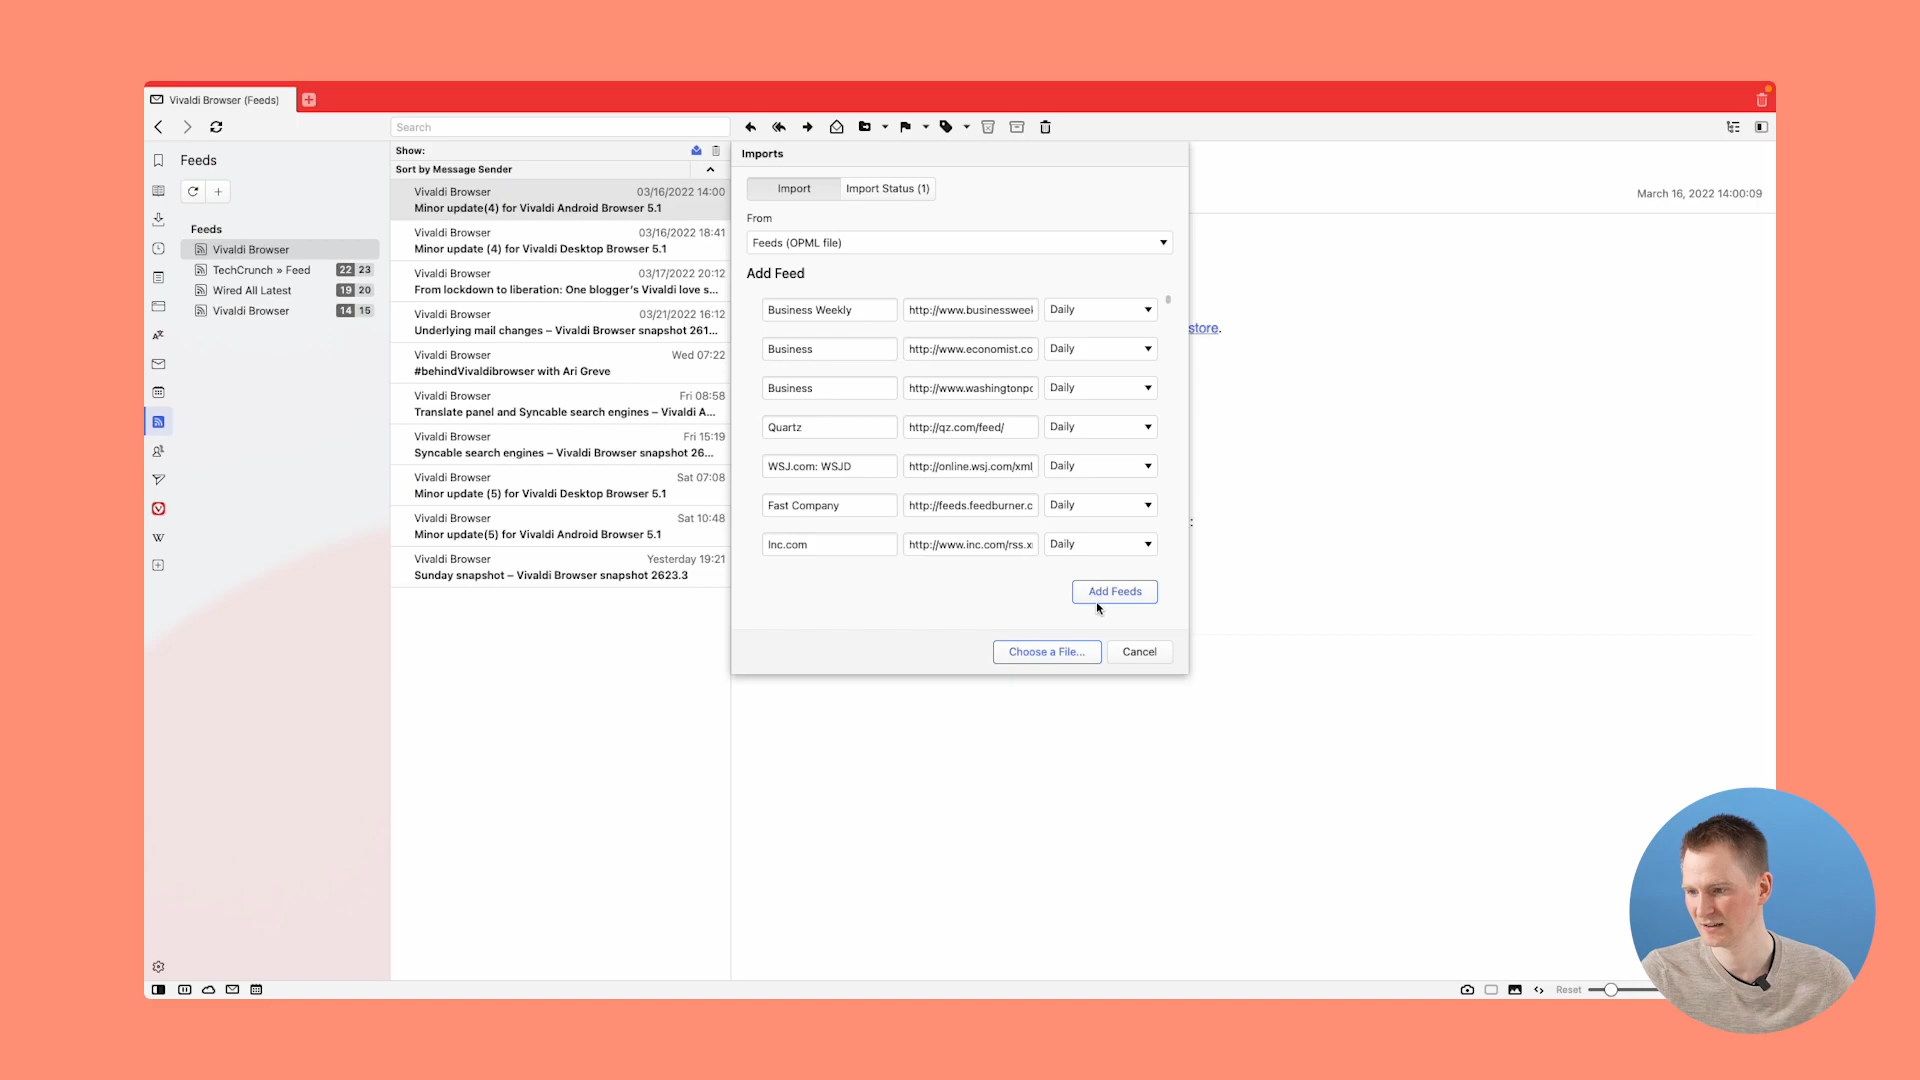 Vivaldi Browser (Feeds)
Search
Feeds
Feeds
Vivaldi Browser
TechCrunch » Feed 22 23
Wired All Latest 19 20
Vivaldi Browser 14 15
Show:
Sort by Message Sender
Vivaldi Browser 03/16/2022 14:00
Minor update(4) for Vivaldi Android Browser 5.1
Vivaldi Browser 03/16/2022 18:41
Minor update (4) for Vivaldi Desktop Browser 5.1
Vivaldi Browser 03/17/2022 20:12
From lockdown to liberation: One blogger's Vivaldi love s...
Vivaldi Browser 03/21/2022 16:12
Underlying mail changes – Vivaldi Browser snapshot 261...
Vivaldi Browser Wed 07:22
#behindVivaldibrowser with Ari Greve
Vivaldi Browser Fri 08:58
Translate panel and Syncable search engines – Vivaldi A...
Vivaldi Browser Fri 15:19
Syncable search engines – Vivaldi Browser snapshot 26...
Vivaldi Browser Sat 07:08
Minor update (5) for Vivaldi Desktop Browser 5.1
Vivaldi Browser Sat 10:48
Minor update(5) for Vivaldi Android Browser 5.1
Vivaldi Browser Yesterday 19:21
Sunday snapshot – Vivaldi Browser snapshot 2623.3
Imports
Import Import Status (1)
From
Feeds (OPML file)
Add Feed
Business Weekly http://www.businessweek Daily
Business http://www.economist.co Daily
Business http://www.washingtonpo Daily
Quartz http://qz.com/feed/ Daily
WSJ.com: WSJD http://online.wsj.com/xml Daily
Fast Company http://feeds.feedburner.c Daily
Inc.com http://www.inc.com/rss.x Daily
Add Feeds
Choose a File... Cancel
March 16, 2022 14:00:09
store.
:
W
Reset